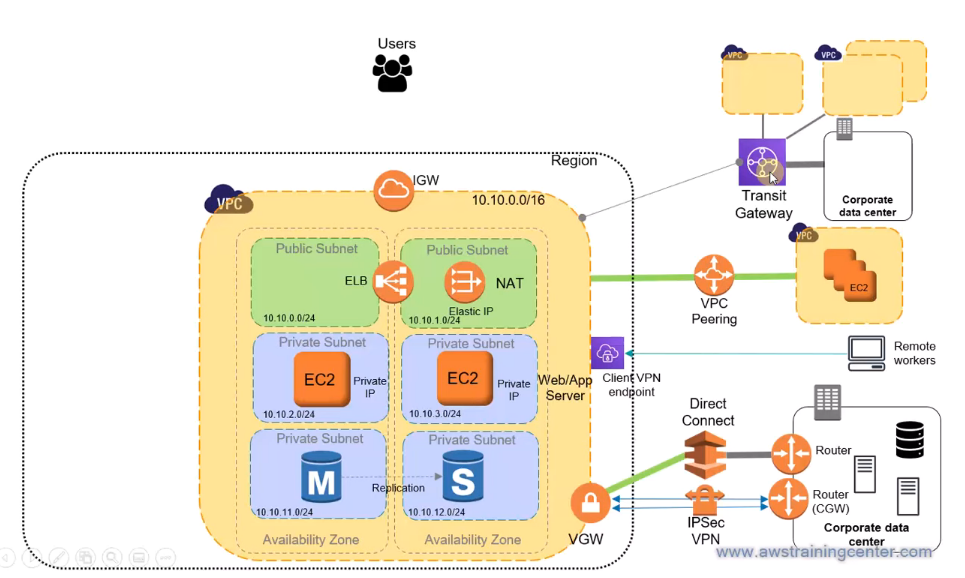 Users
Region
VPC
IGW
10.10.0.0/16
Public Subnet
ELB
10.10.0.0/24
Public Subnet
NAT
Elastic IP
10.10.1.0/24
Private Subnet
EC2
Private
IP
10.10.2.0/24
Private Subnet
EC2
Private
IP
10.10.3.0/24
Web/App
Server
Private Subnet
M
10.10.11.0/24
Replication
Private Subnet
S
10.10.12.0/24
Availability Zone
Availability Zone
VPC
VPC
Transit
Gateway
Corporate
data center
VPC
EC2
VPC
Peering
Client VPN
endpoint
Remote
workers
Direct
Connect
Router
Router
(CGW)
VGW
IPSec
VPN
Corporate data
center
www.awstrainingcenter.com